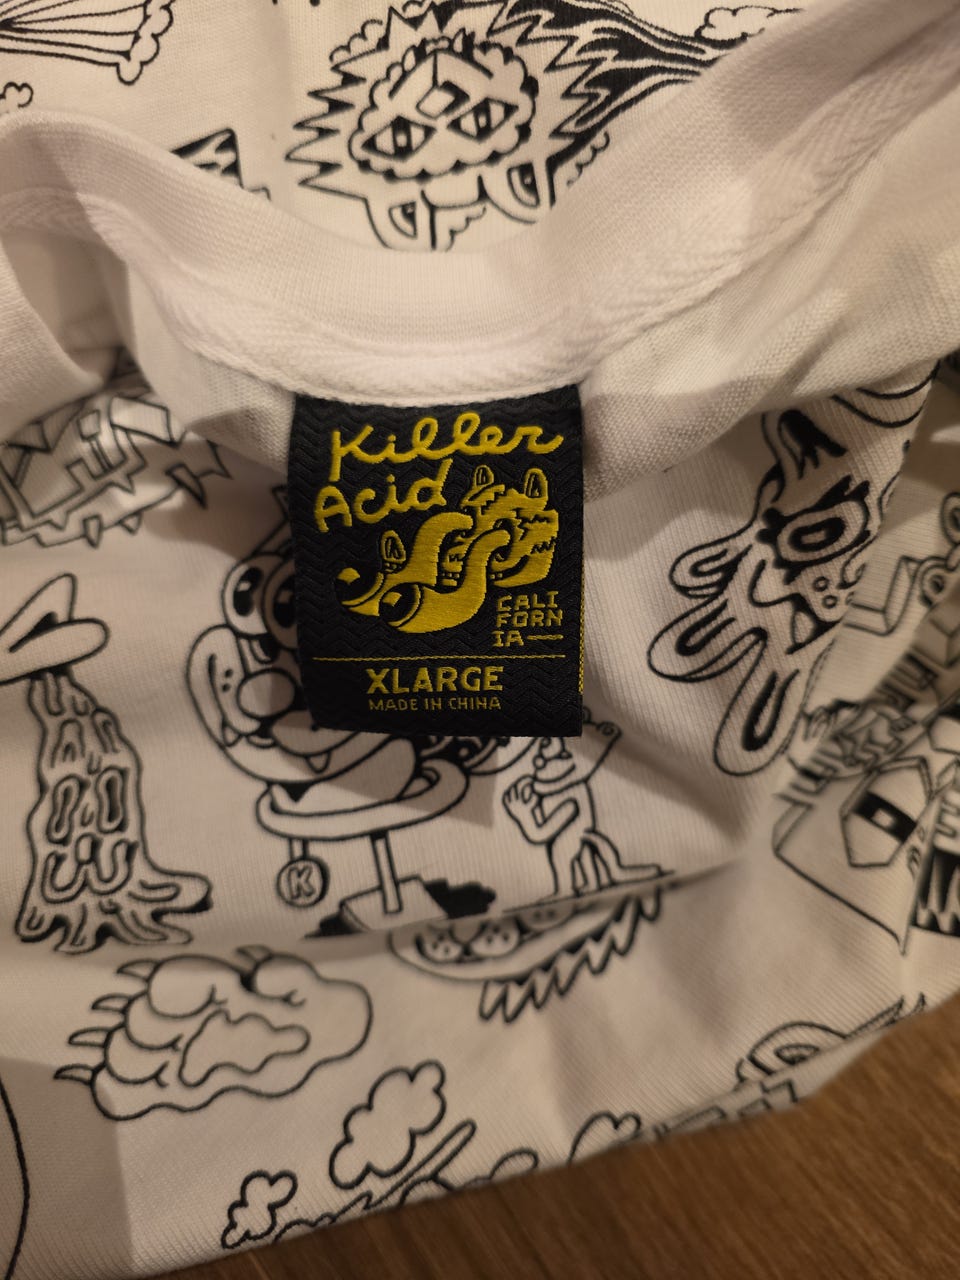 Killer
Acid
CALI
FORN
IA—
XLARGE
MADE IN CHINA
K